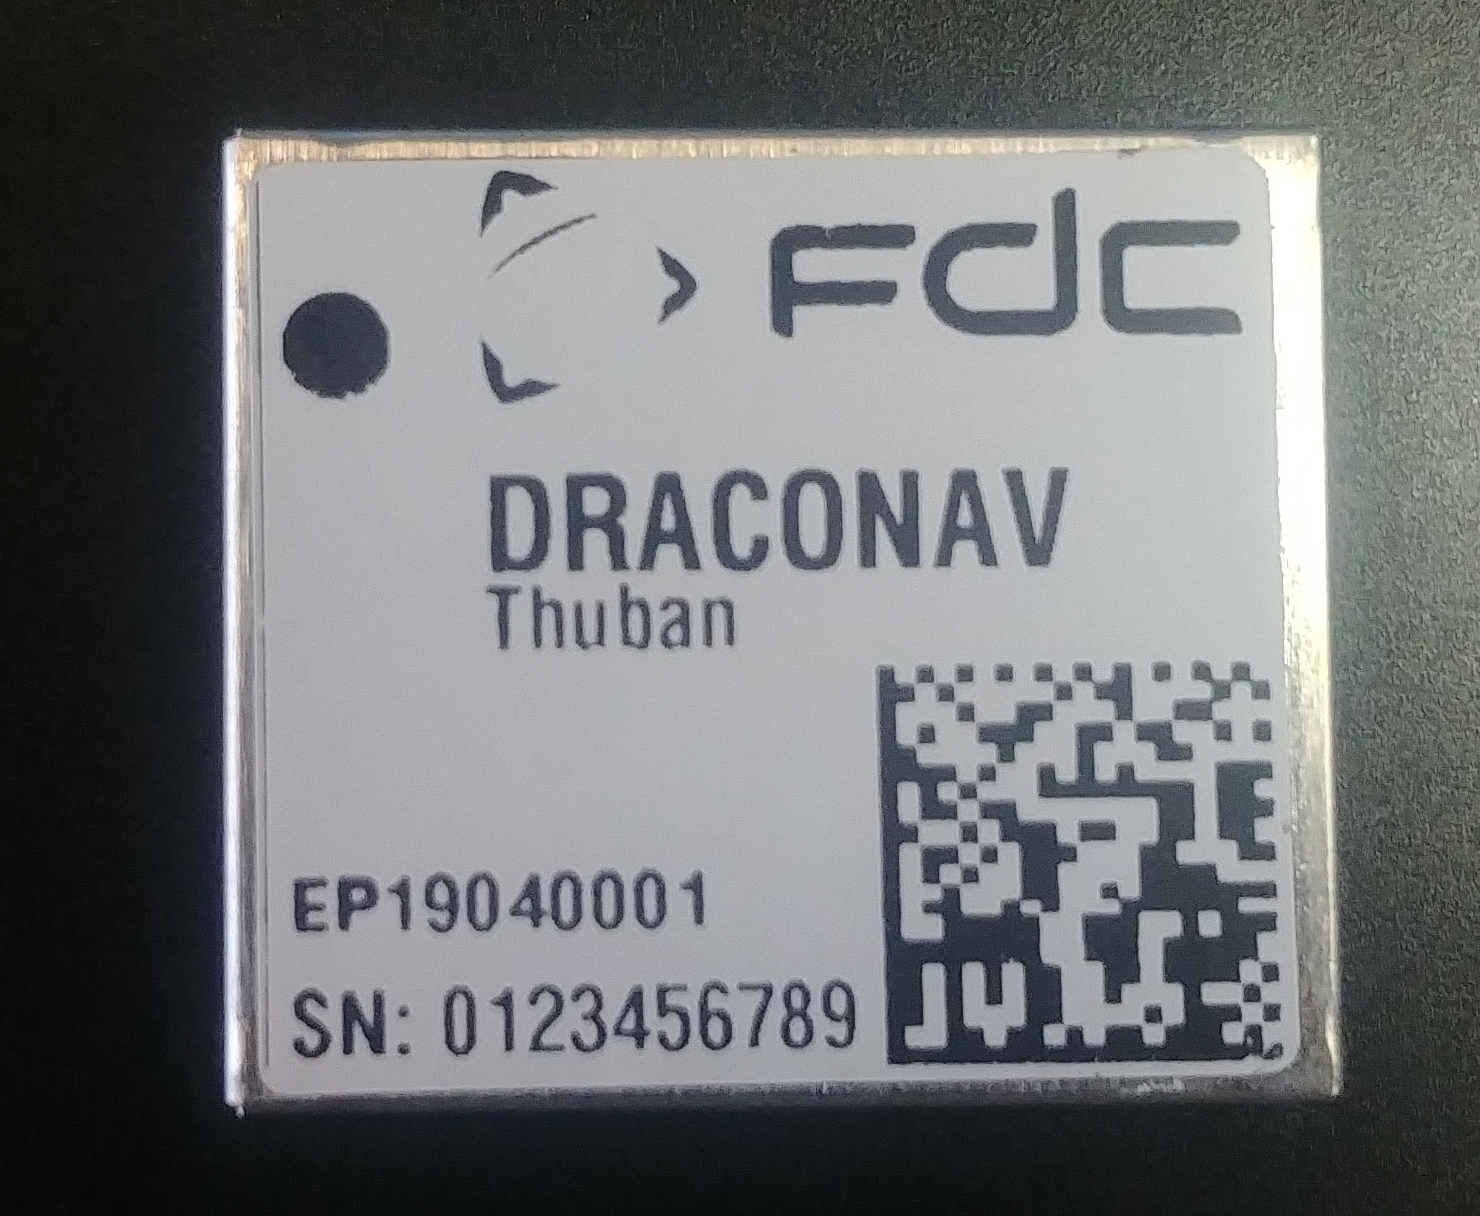 Fdc
DRACONAV
Thuban
EP19040001
SN: 0123456789